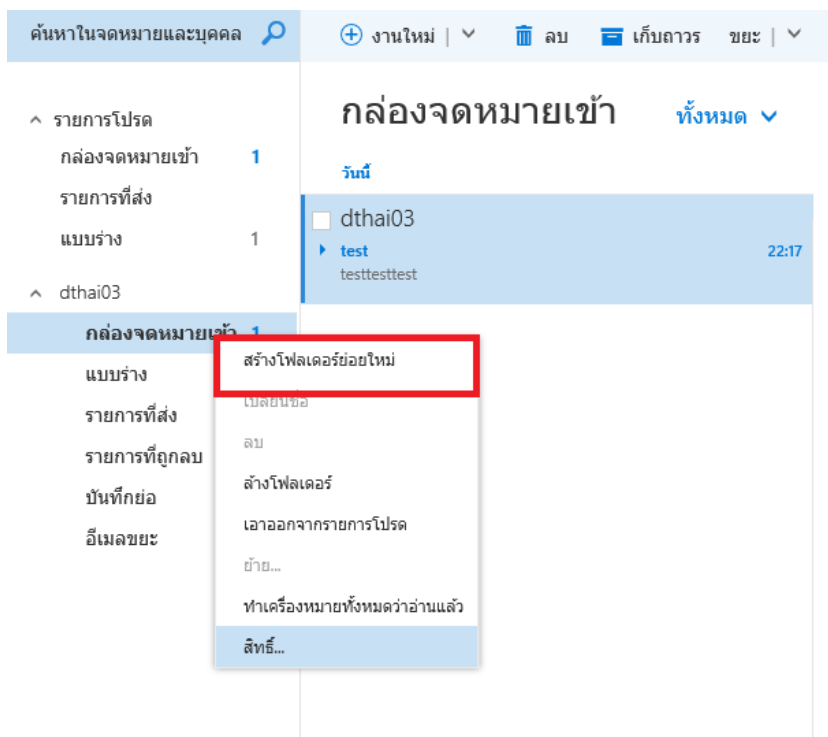 ค้นหาในจดหมายและบุคคล
งานใหม่ | ลบ เก็บถาวร ขยะ |
รายการโปรด
กล่องจดหมายเข้า 1
รายการที่ส่ง
แบบร่าง 1
dthai03
กล่องจดหมายเข้า 1
แบบร่าง
รายการที่ส่ง
รายการที่ถูกลบ
บันทึกย่อ
อีเมลขยะ
กล่องจดหมายเข้า ทั้งหมด
วันนี้
dthai03
test 22:17
testtesttest
สร้างโฟลเดอร์ย่อยใหม่
เปลี่ยนชื่อ
ลบ
ล้างโฟลเดอร์
เอาออกจากรายการโปรด
ย้าย...
ทำเครื่องหมายทั้งหมดว่าอ่านแล้ว
สิทธิ์...